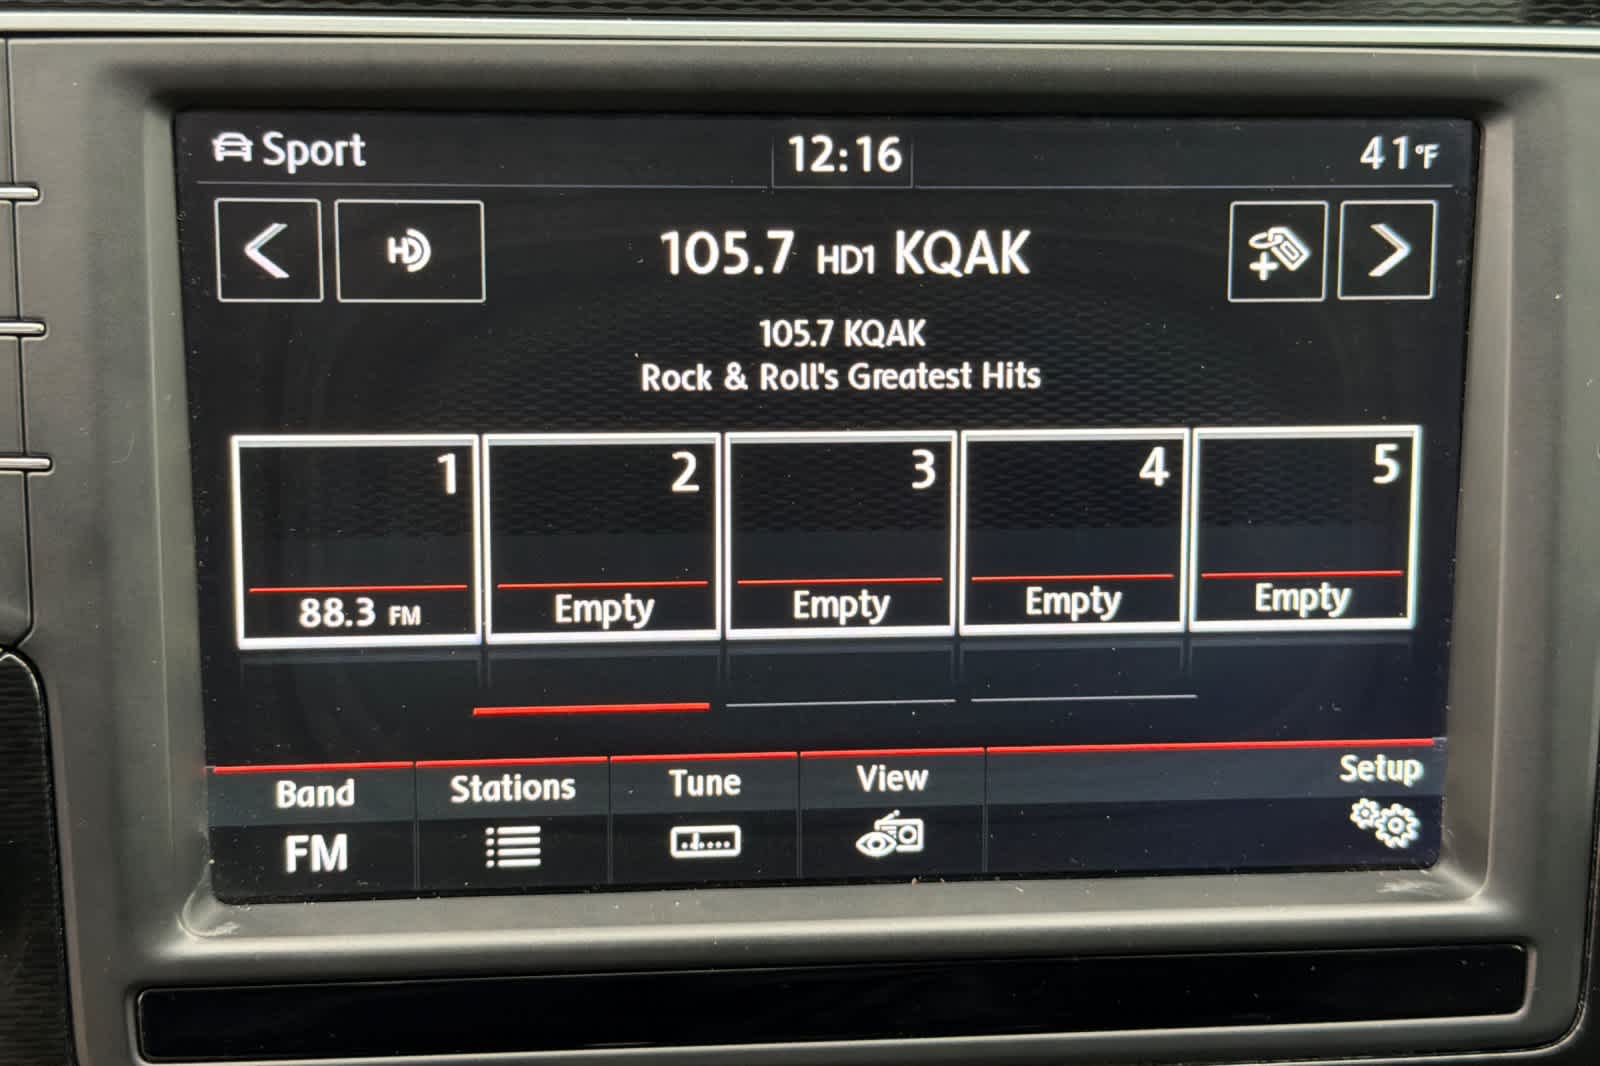 Sport 12:16 41°F
HD 105.7 HD1 KQAK
105.7 KQAK
Rock & Roll's Greatest Hits
1 2 3 4 5
88.3 FM Empty Empty Empty Empty
Band Stations Tune View Setup
FM